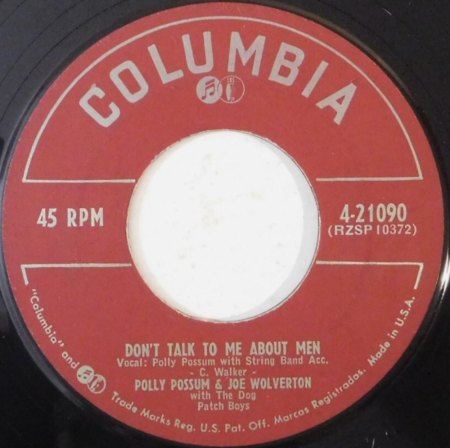 COLUMBIA
45 RPM
4-21090
(RZSP 10372)
DON'T TALK TO ME ABOUT MEN
Vocal: Polly Possum with String Band Acc.
- C. Walker -
POLLY POSSUM & JOE WOLVERTON
with The Dog
Patch Boys
"Columbia" and Trade Marks Reg. U.S. Pat. Off. Marcas Registradas. Made in U.S.A.